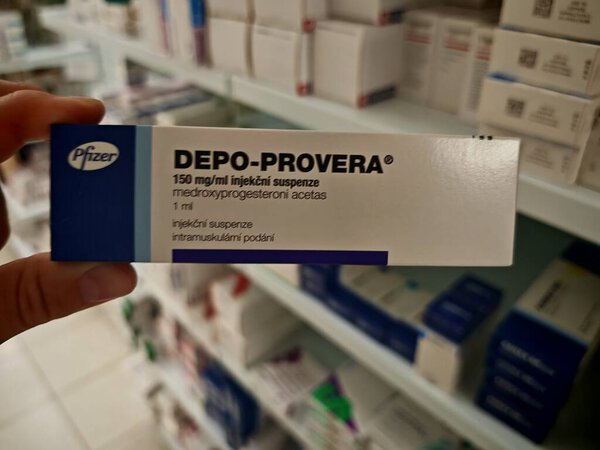 Pfizer
DEPO-PROVERA®
150 mg/ml injekční suspenze
medroxyprogesteroni acetas
1 ml
injekční suspenze
intramuskulární podání